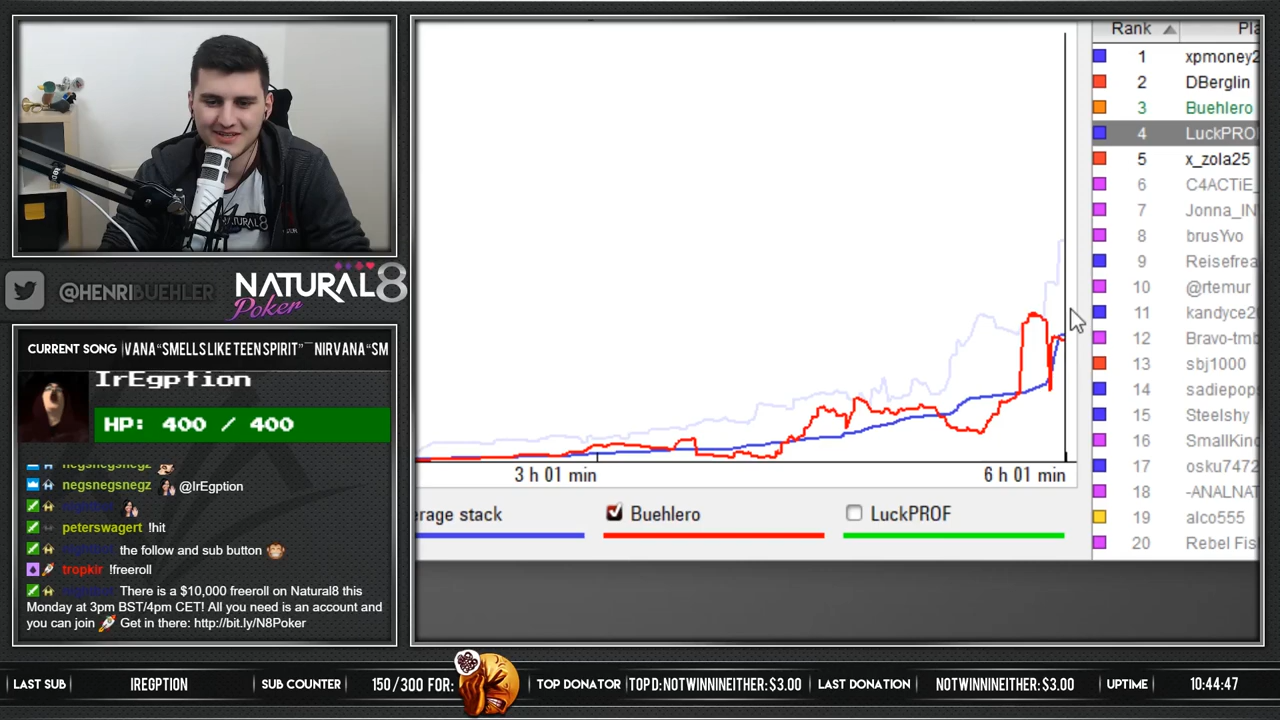 @HENRIBUEHLER
NATURAL8
Poker
CURRENT SONG VANA "SMELLS LIKE TEEN SPIRIT" ~ NIRVANA "SM
IrEgption
HP: 400 / 400
negsnegsnegz
negsnegsnegz @IrEgption
peterswagert !hit
the follow and sub button
tropkir !freeroll
There is a $10,000 freeroll on Natural8 this
Monday at 3pm BST/4pm CET! All you need is an account and
you can join Get in there: http://bit.ly/N8Poker
3 h 01 min 6 h 01 min
erage stack Buehlero LuckPROF
Rank Pla
1 xpmoney2
2 DBerglin
3 Buehlero
4 LuckPROF
5 x_zola25
6 C4ACTiE_
7 Jonna_IN
8 brusYvo
9 Reisefrea
10 @rtemur
11 kandyce2
12 Bravo-tmb
13 sbj1000
14 sadiepop
15 Steelshy
16 SmallKin
17 osku7472
18 -ANALNAT
19 alco555
20 Rebel Fis
LAST SUB IREGPTION SUB COUNTER 150/300 FOR: TOP DONATOR TOP D: NOTWINNINEITHER: $3.00 LAST DONATION NOTWINNINEITHER: $3.00 UPTIME 10:44:47